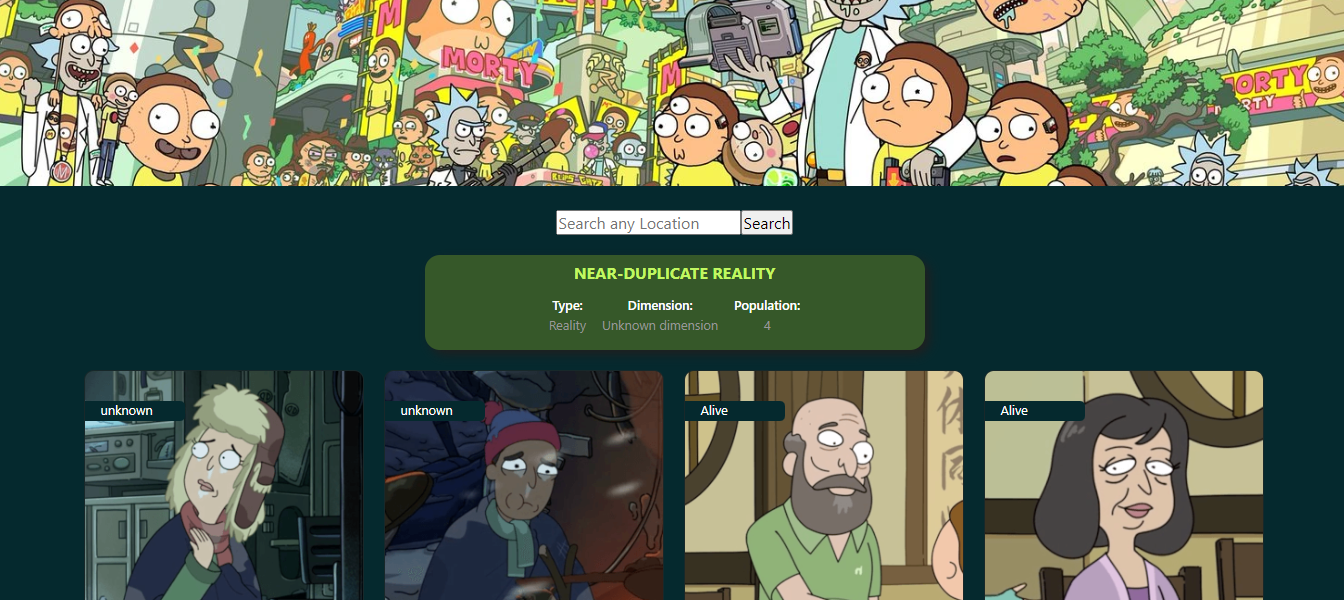 M
MORTY
M
MORTY
RTY
Search any Location Search
NEAR-DUPLICATE REALITY
Type: Dimension: Population:
Reality Unknown dimension 4
unknown unknown Alive Alive